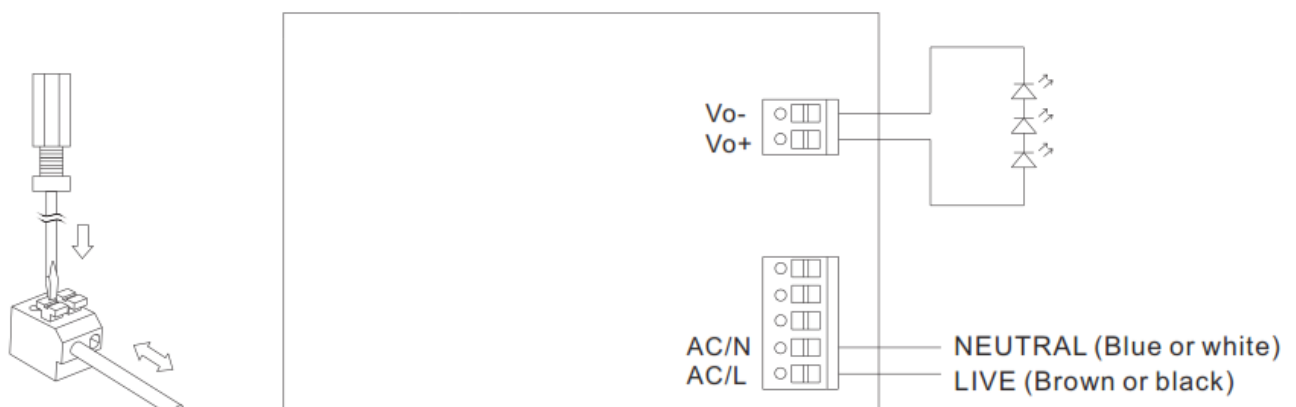 Vo-
Vo+
AC/N
NEUTRAL (Blue or white)
AC/L
LIVE (Brown or black)